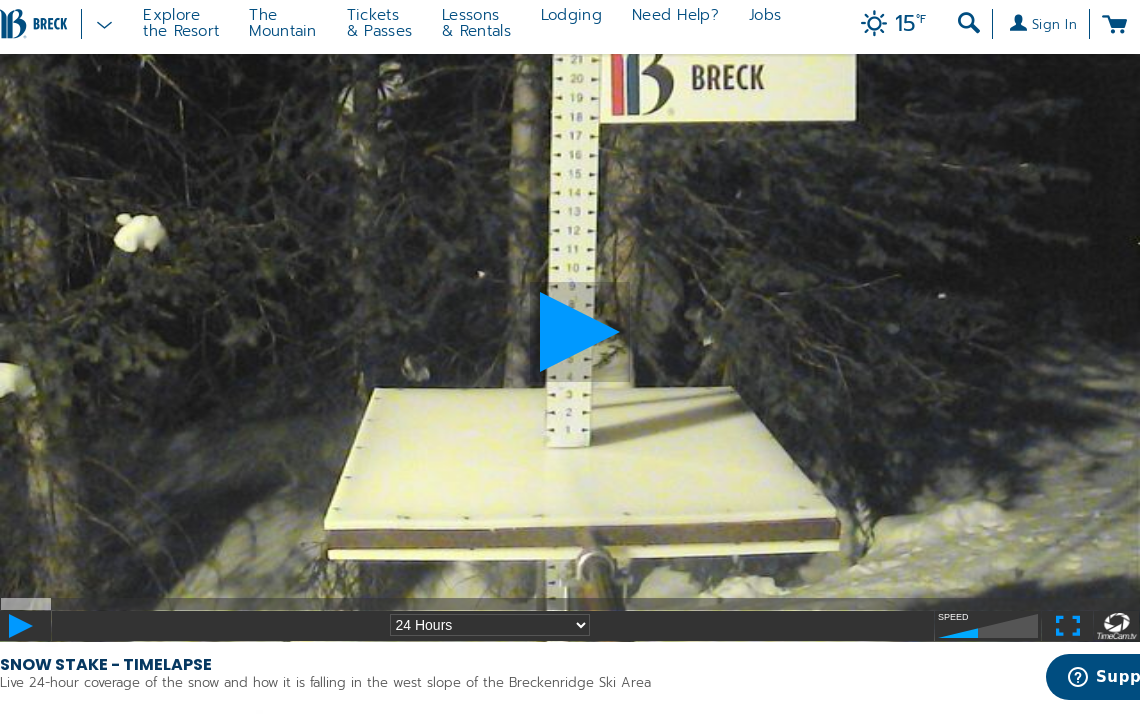 B BRECK
Explore
the Resort
The
Mountain
Tickets
& Passes
Lessons
& Rentals
Lodging
Need Help?
Jobs
15°F
Sign In
21
20
19
18
17
16
15
14
13
12
11
10
9
8
4
3
2
1
B BRECK
®
24 Hours
SPEED
TimeCam.tv
SNOW STAKE - TIMELAPSE
Live 24-hour coverage of the snow and how it is falling in the west slope of the Breckenridge Ski Area
Supp